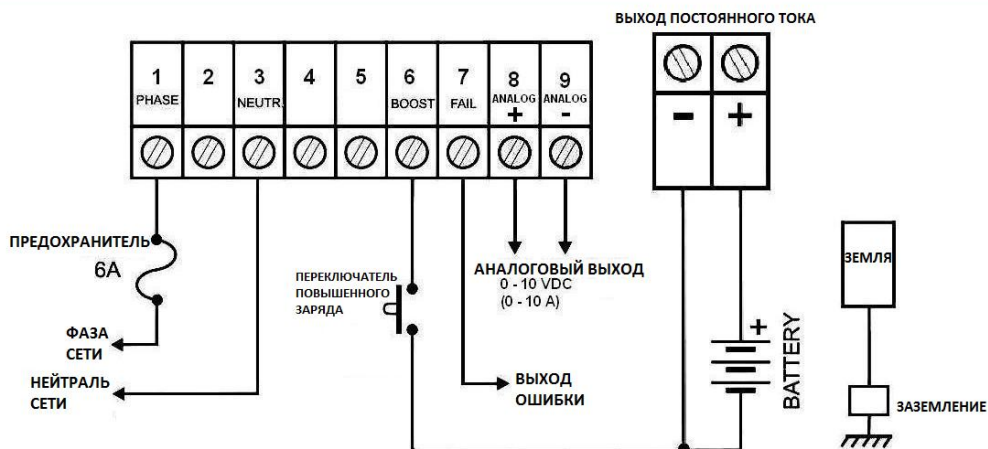 ВЫХОД ПОСТОЯННОГО ТОКА
1 2 3 4 5 6 7 8 9
PHASE NEUTR. BOOST FAIL ANALOG ANALOG
+ -
- +
ПРЕДОХРАНИТЕЛЬ
6A
ФАЗА
СЕТИ
НЕЙТРАЛЬ
СЕТИ
ПЕРЕКЛЮЧАТЕЛЬ
ПОВЫШЕННОГО
ЗАРЯДА
АНАЛОГОВЫЙ ВЫХОД
0 - 10 VDC
(0 - 10 A)
ВЫХОД
ОШИБКИ
+
BATTERY
ЗЕМЛЯ
ЗАЗЕМЛЕНИЕ